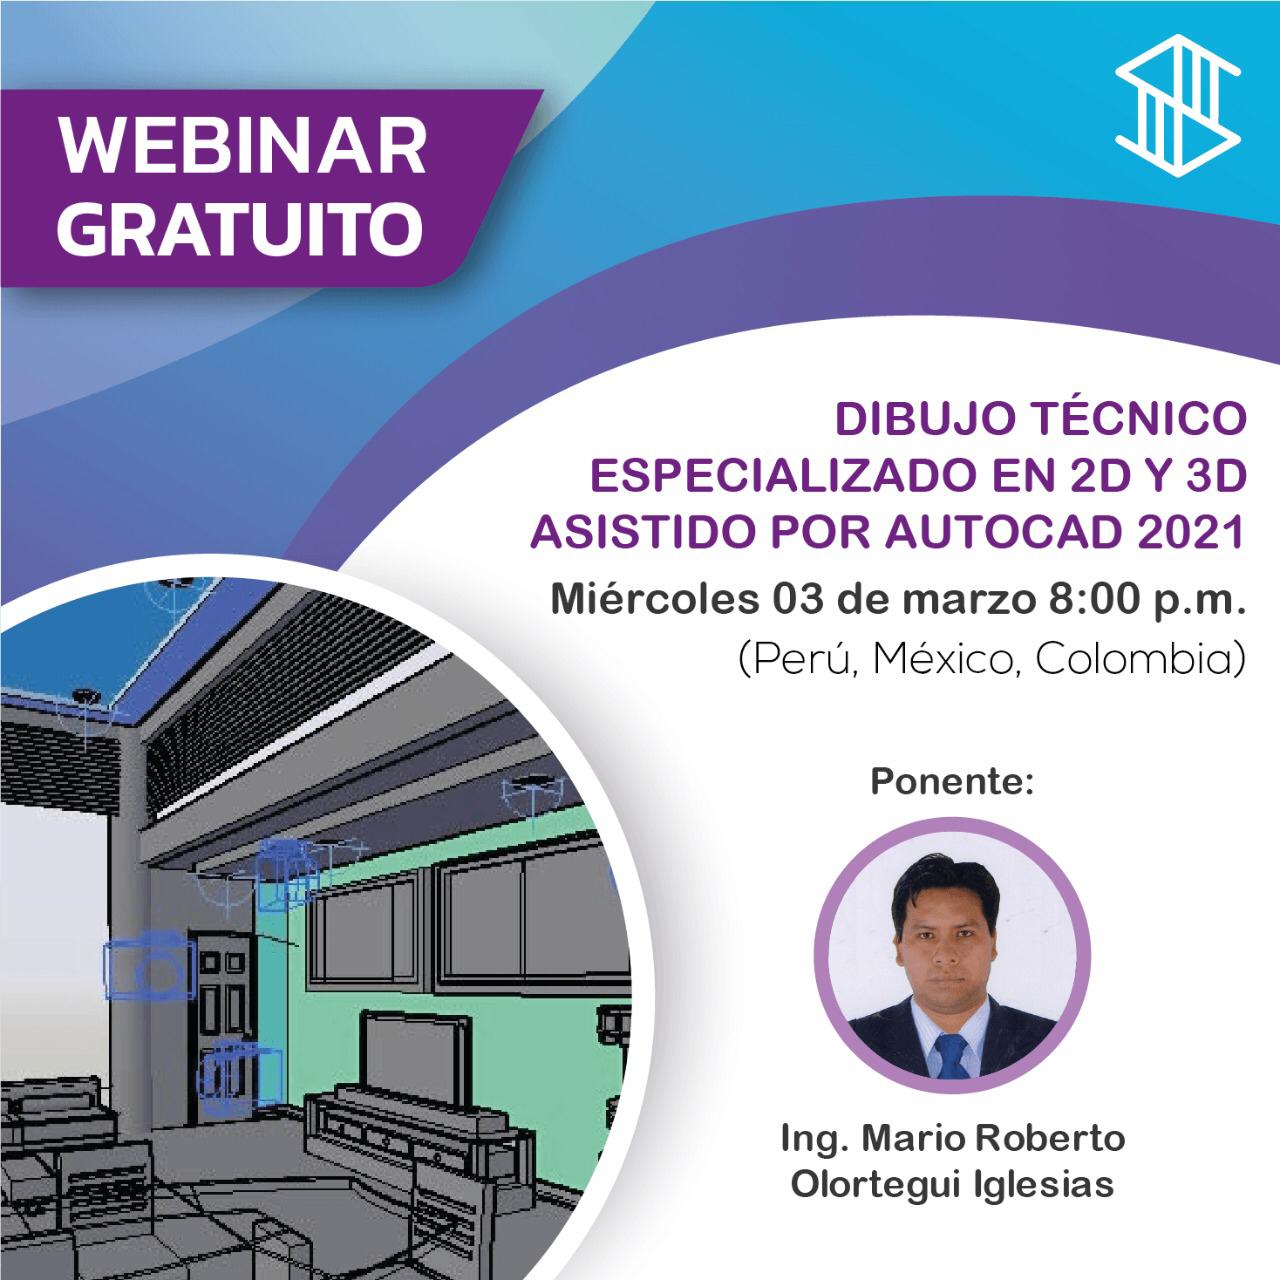 WEBINAR
GRATUITO
DIBUJO TÉCNICO
ESPECIALIZADO EN 2D Y 3D
ASISTIDO POR AUTOCAD 2021
Miércoles 03 de marzo 8:00 p.m.
(Perú, México, Colombia)
Ponente:
Ing. Mario Roberto
Olortegui Iglesias